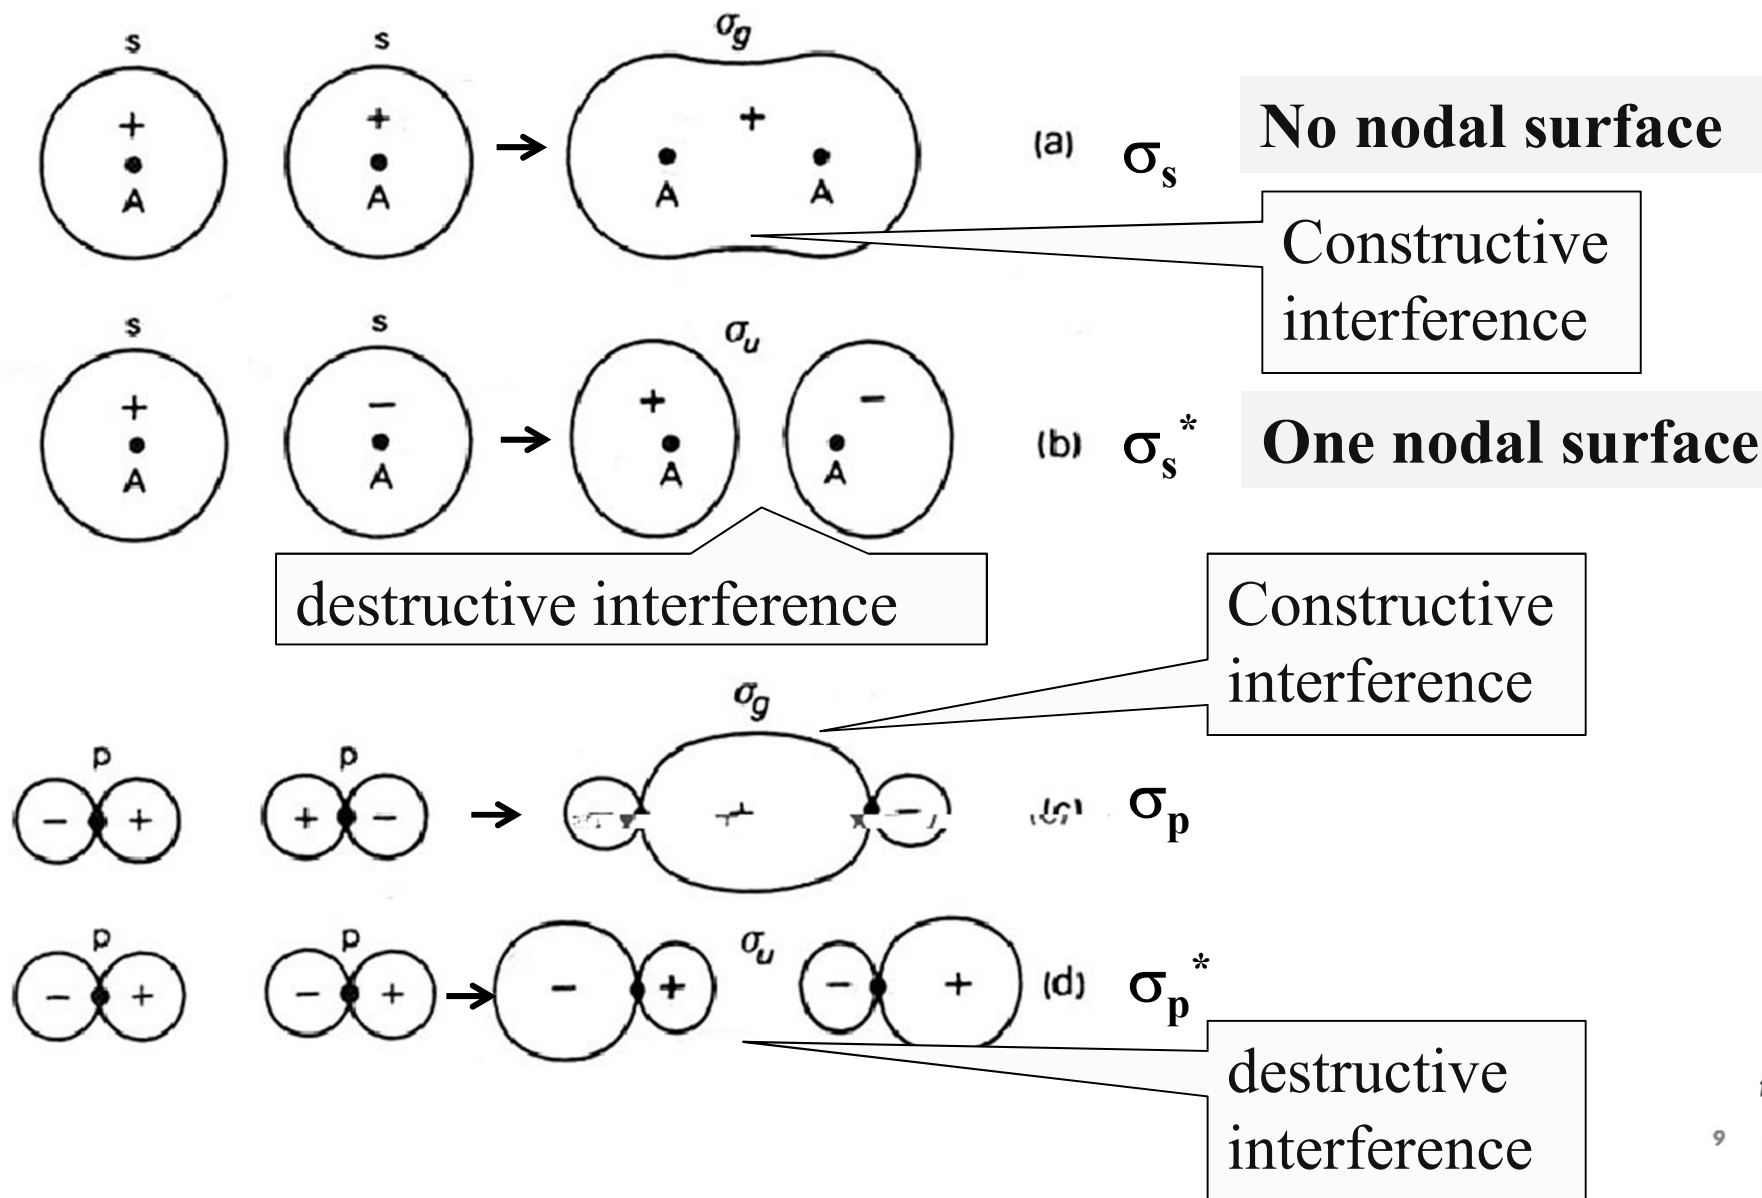 s s σg
+ + +
A A A A
(a) σs
No nodal surface
Constructive
interference
s s σu
+ − + −
A A A A
(b) σs*
One nodal surface
destructive interference
Constructive
interference
p p σg
− + + − −
σp
p p σu
− + − + − + − +
(d) σp*
destructive
interference
9